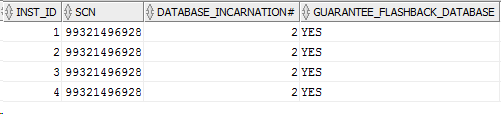 INST_ID SCN DATABASE_INCARNATION# GUARANTEE_FLASHBACK_DATABASE
1 99321496928 2 YES
2 99321496928 2 YES
3 99321496928 2 YES
4 99321496928 2 YES